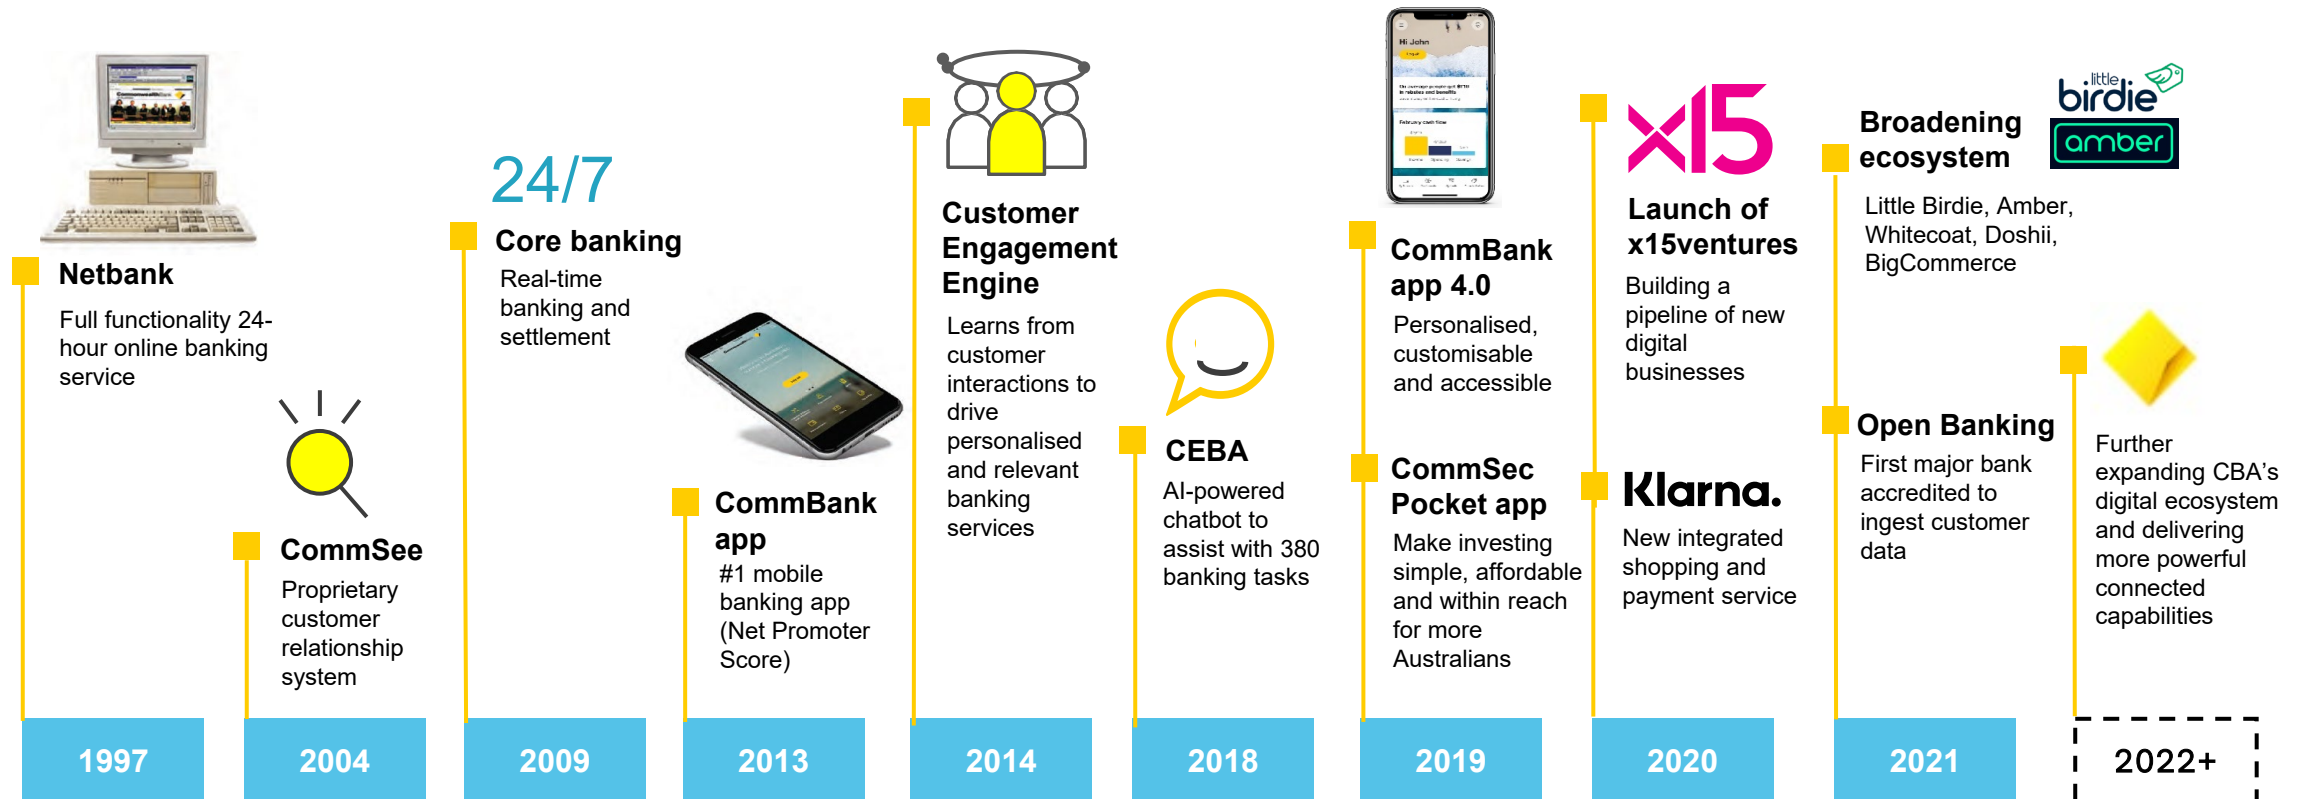 Netbank
Full functionality 24-
hour online banking
service
1997
CommSee
Proprietary
customer
relationship
system
2004
24/7
Core banking
Real-time
banking and
settlement
2009
CommBank
app
#1 mobile
banking app
(Net Promoter
Score)
2013
Customer
Engagement
Engine
Learns from
customer
interactions to
drive
personalised
and relevant
banking
services
2014
CEBA
AI-powered
chatbot to
assist with 380
banking tasks
2018
Hi John
February cash flow
CommBank
app 4.0
Personalised,
customisable
and accessible
CommSec
Pocket app
Make investing
simple, affordable
and within reach
for more
Australians
2019
x15
Launch of
x15ventures
Building a
pipeline of new
digital
businesses
Klarna.
New integrated
shopping and
payment service
2020
Broadening
ecosystem
little
birdie
amber
Little Birdie, Amber,
Whitecoat, Doshii,
BigCommerce
Open Banking
First major bank
accredited to
ingest customer
data
2021
Further
expanding CBA’s
digital ecosystem
and delivering
more powerful
connected
capabilities
2022+